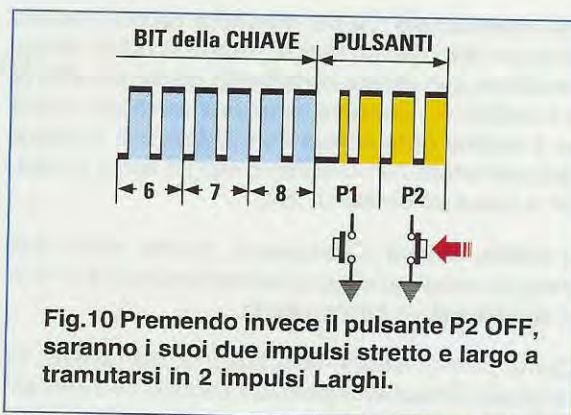 BIT della CHIAVE PULSANTI
6 7 8 P1 P2
Fig.10 Premendo invece il pulsante P2 OFF,
saranno i suoi due impulsi stretto e largo a
tramutarsi in 2 impulsi Larghi.